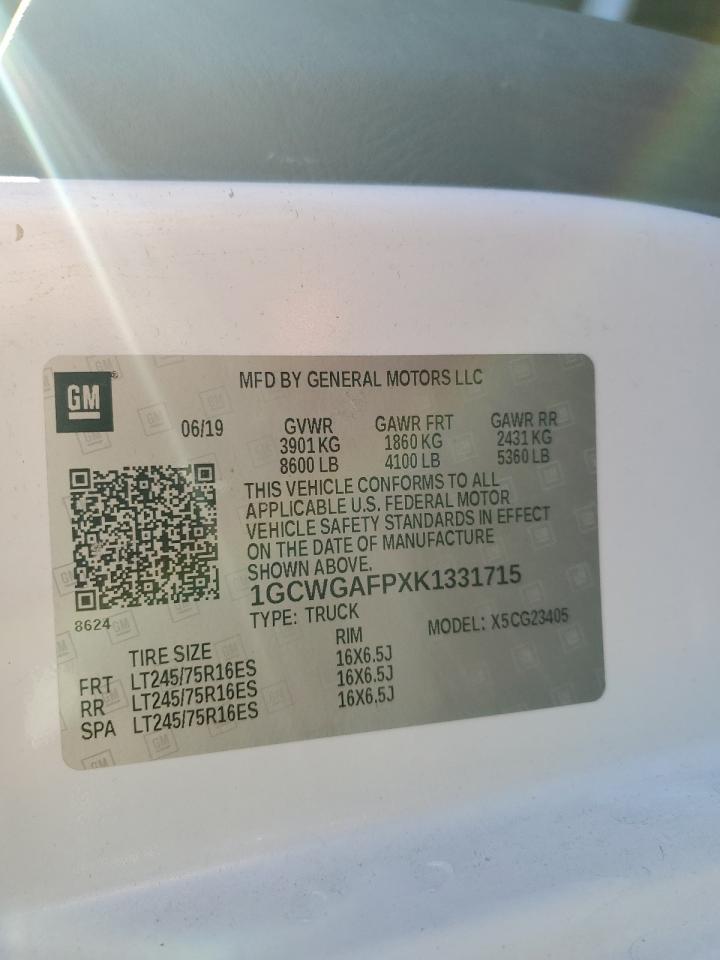 GM
MFD BY GENERAL MOTORS LLC
06/19 GVWR GAWR FRT GAWR RR
3901 KG 1860 KG 2431 KG
8600 LB 4100 LB 5360 LB
THIS VEHICLE CONFORMS TO ALL
APPLICABLE U.S. FEDERAL MOTOR
VEHICLE SAFETY STANDARDS IN EFFECT
ON THE DATE OF MANUFACTURE
SHOWN ABOVE.
1GCWGAFPXK1331715
8624
TYPE: TRUCK MODEL: X5CG23405
TIRE SIZE RIM
FRT LT245/75R16ES 16X6.5J
RR LT245/75R16ES 16X6.5J
SPA LT245/75R16ES 16X6.5J